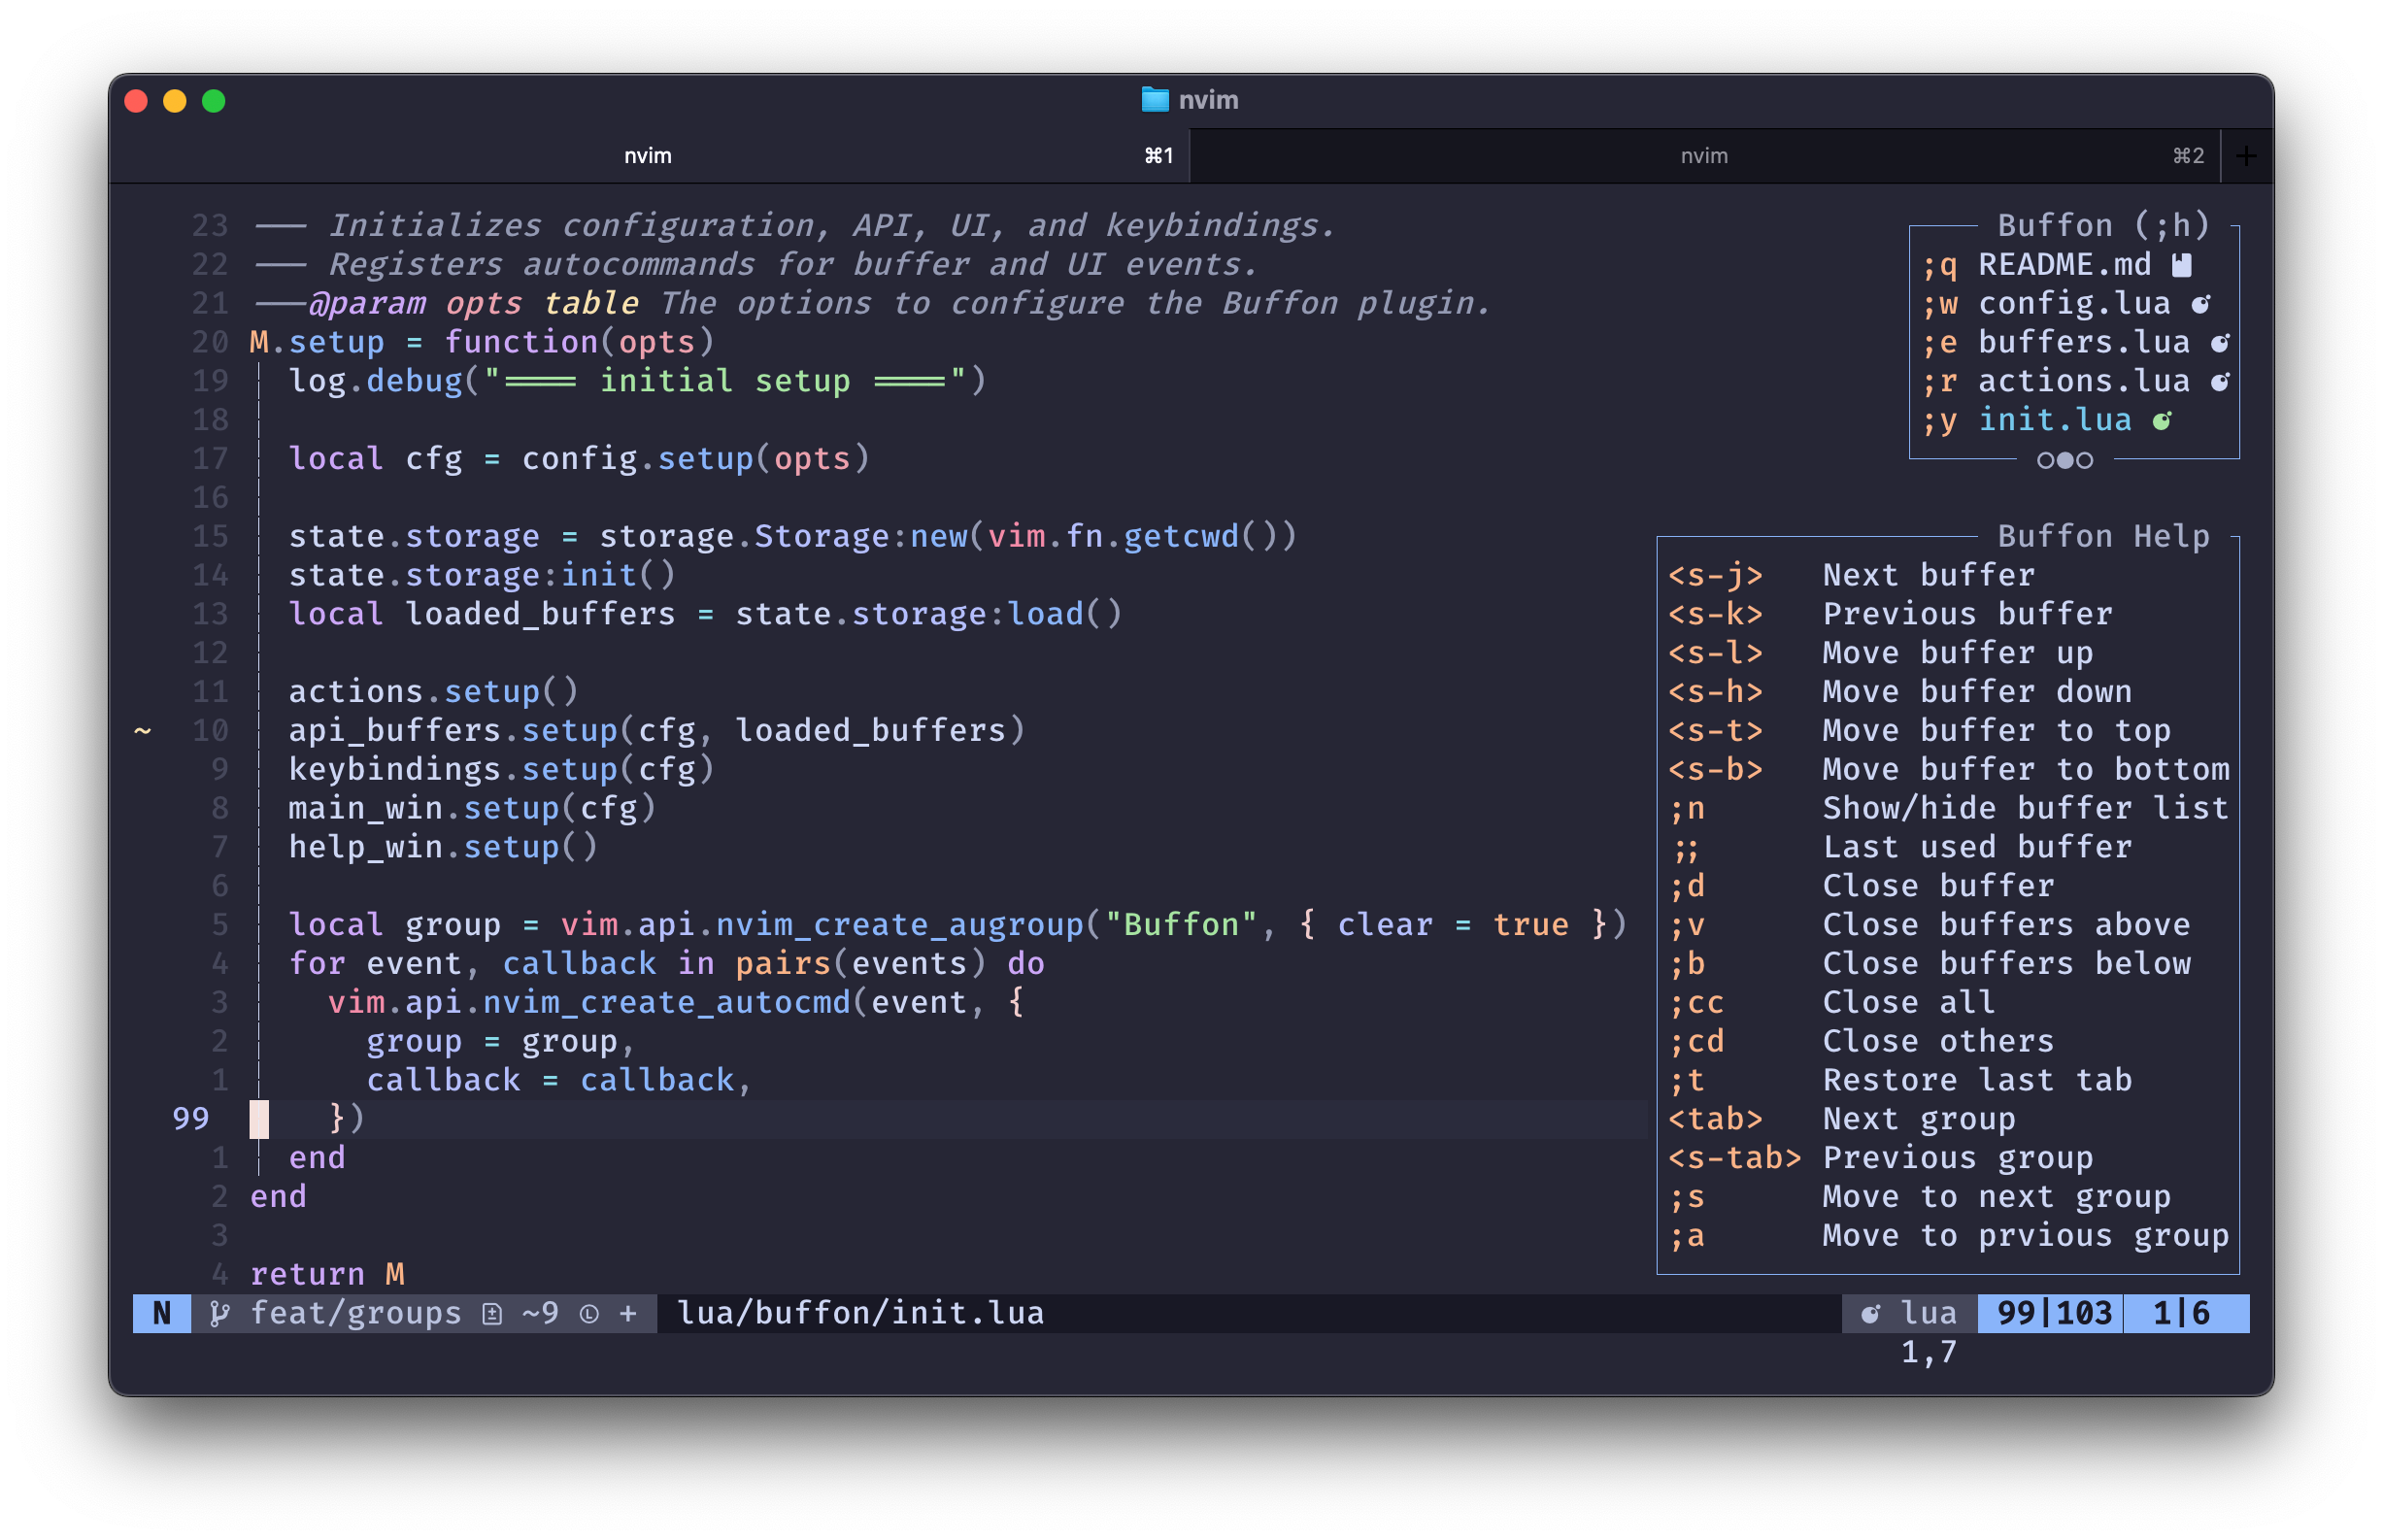 nvim
nvim ⌘1
nvim ⌘2 +
23 --- Initializes configuration, API, UI, and keybindings.
22 --- Registers autocommands for buffer and UI events.
21 ---@param opts table The options to configure the Buffon plugin.
20 M.setup = function(opts)
19 log.debug("==== initial setup ====")
18
17 local cfg = config.setup(opts)
16
15 state.storage = storage.Storage:new(vim.fn.getcwd())
14 state.storage:init()
13 local loaded_buffers = state.storage:load()
12
11 actions.setup()
~ 10 api_buffers.setup(cfg, loaded_buffers)
9 keybindings.setup(cfg)
8 main_win.setup(cfg)
7 help_win.setup()
6
5 local group = vim.api.nvim_create_augroup("Buffon", { clear = true })
4 for event, callback in pairs(events) do
3 vim.api.nvim_create_autocmd(event, {
2 group = group,
1 callback = callback,
99 })
1 end
2 end
3
4 return M
Buffon (;h)
;q README.md
;w config.lua
;e buffers.lua
;r actions.lua
;y init.lua
Buffon Help
<s-j> Next buffer
<s-k> Previous buffer
<s-l> Move buffer up
<s-h> Move buffer down
<s-t> Move buffer to top
<s-b> Move buffer to bottom
;n Show/hide buffer list
;; Last used buffer
;d Close buffer
;v Close buffers above
;b Close buffers below
;cc Close all
;cd Close others
;t Restore last tab
<tab> Next group
<s-tab> Previous group
;s Move to next group
;a Move to prvious group
N feat/groups ~9 + lua/buffon/init.lua lua 99|103 1|6
1,7